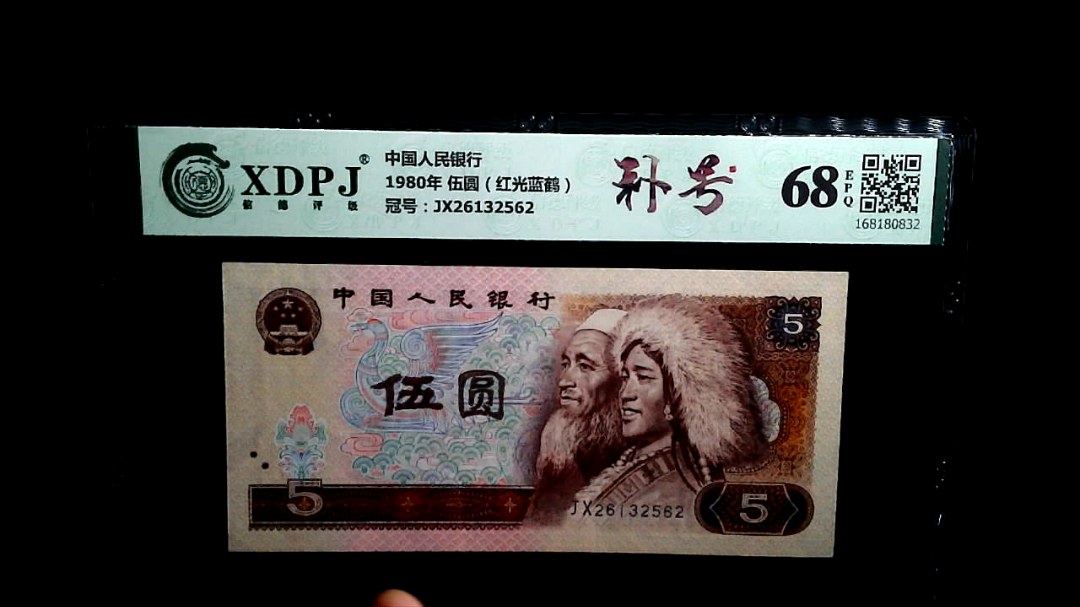 XDPJ®
信德评级
中国人民银行
1980年 伍圆（红光蓝鹤）
冠号：JX26132562
补号
68
EPQ
168180832
中国人民银行
5
伍圆
5
JX26132562
5